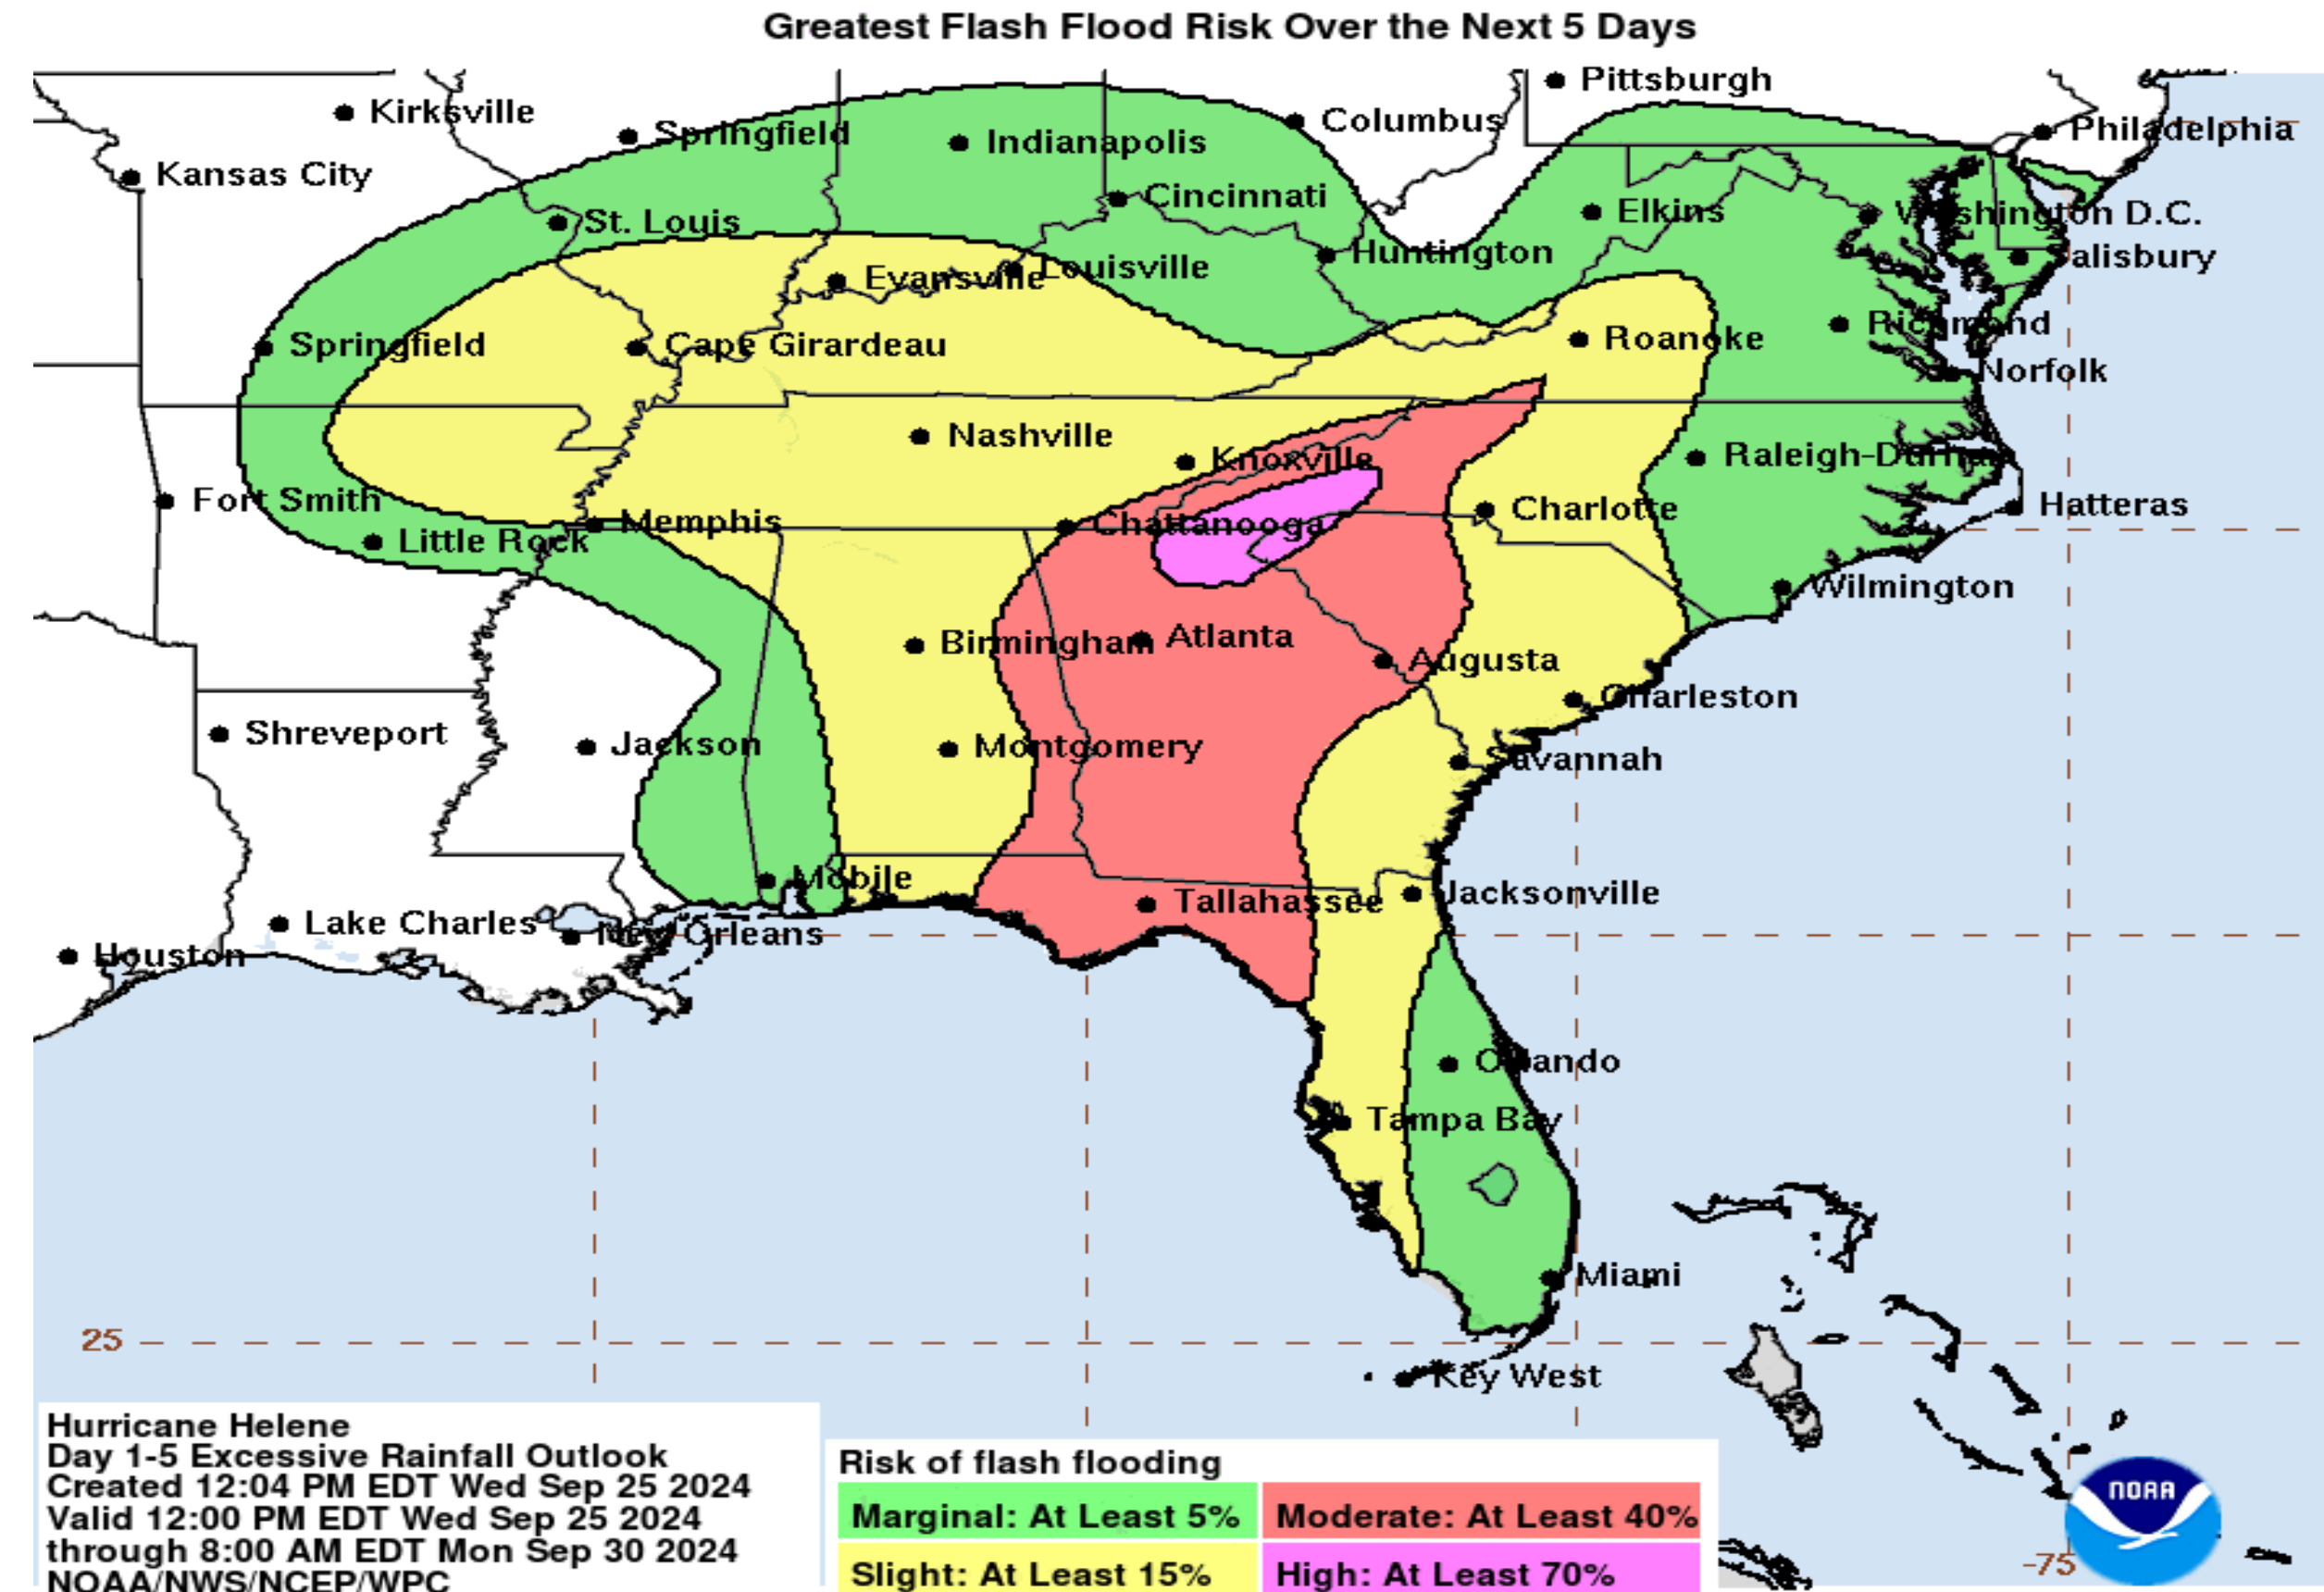 Greatest Flash Flood Risk Over the Next 5 Days
Pittsburgh
Kirksville
Springfield
Columbus
Philadelphia
Indianapolis
Kansas City
Cincinnati
St. Louis
Elkins
Washington D.C.
Huntington
Salisbury
Evansville
Louisville
Springfield
Cape Girardeau
Roanoke
Richmond
Norfolk
Nashville
Knoxville
Raleigh-Durham
Fort Smith
Memphis
Chattanooga
Charlotte
Hatteras
Little Rock
Wilmington
Birmingham
Atlanta
Augusta
Charleston
Shreveport
Jackson
Montgomery
Savannah
Mobile
Tallahassee
Jacksonville
Lake Charles
New Orleans
Houston
Orlando
Tampa Bay
Miami
25
Key West
Hurricane Helene
Day 1-5 Excessive Rainfall Outlook
Created 12:04 PM EDT Wed Sep 25 2024
Valid 12:00 PM EDT Wed Sep 25 2024
through 8:00 AM EDT Mon Sep 30 2024
NOAA/NWS/NCEP/WPC
Risk of flash flooding
Marginal: At Least 5%
Moderate: At Least 40%
Slight: At Least 15%
High: At Least 70%
NOAA
-75